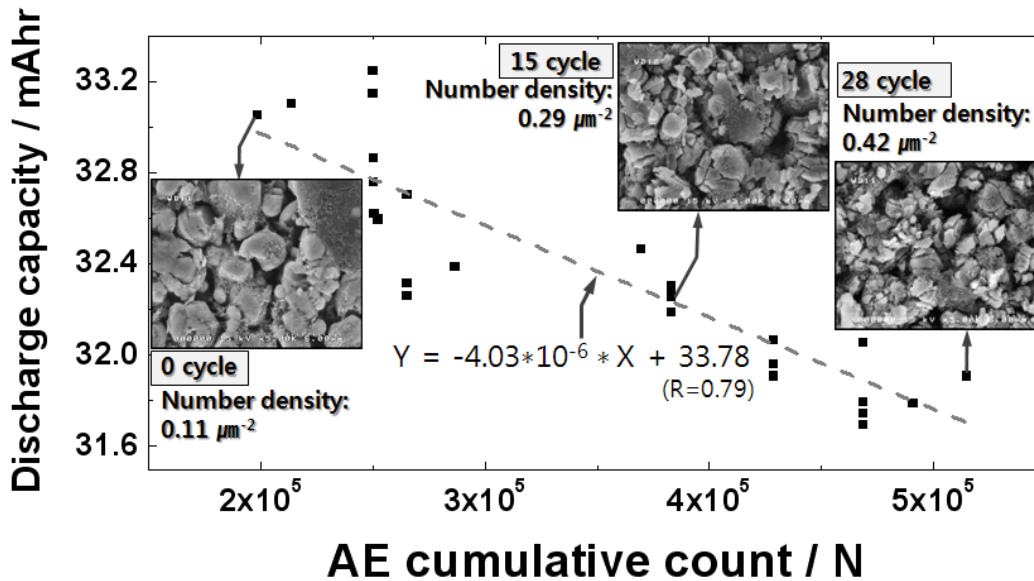 Discharge capacity / mAhr
33.2
32.8
32.4
32.0
31.6
0 cycle
Number density:
0.11 ㎛⁻²
15 cycle
Number density:
0.29 ㎛⁻²
28 cycle
Number density:
0.42 ㎛⁻²
Y = -4.03*10⁻⁶ * X + 33.78
(R=0.79)
2x10⁵
3x10⁵
4x10⁵
5x10⁵
AE cumulative count / N